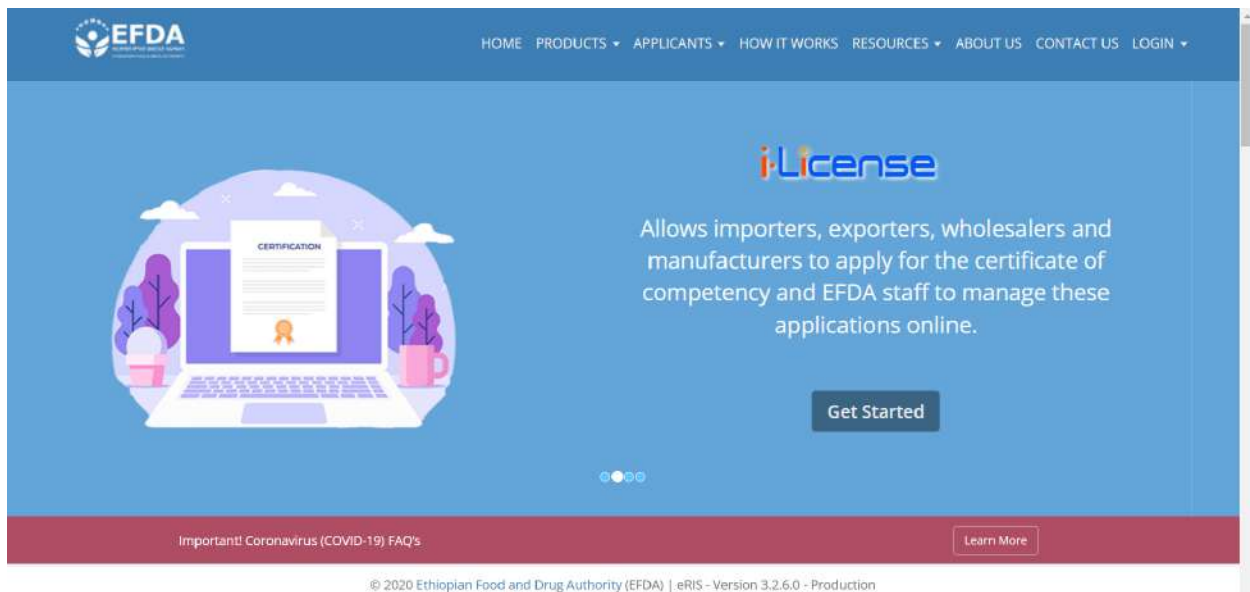 EFDA
HOME PRODUCTS APPLICANTS HOW IT WORKS RESOURCES ABOUT US CONTACT US LOGIN
i-License
CERTIFICATION
Allows importers, exporters, wholesalers and
manufacturers to apply for the certificate of
competency and EFDA staff to manage these
applications online.
Get Started
Important! Coronavirus (COVID-19) FAQ's
Learn More
© 2020 Ethiopian Food and Drug Authority (EFDA) | eRIS - Version 3.2.6.0 - Production